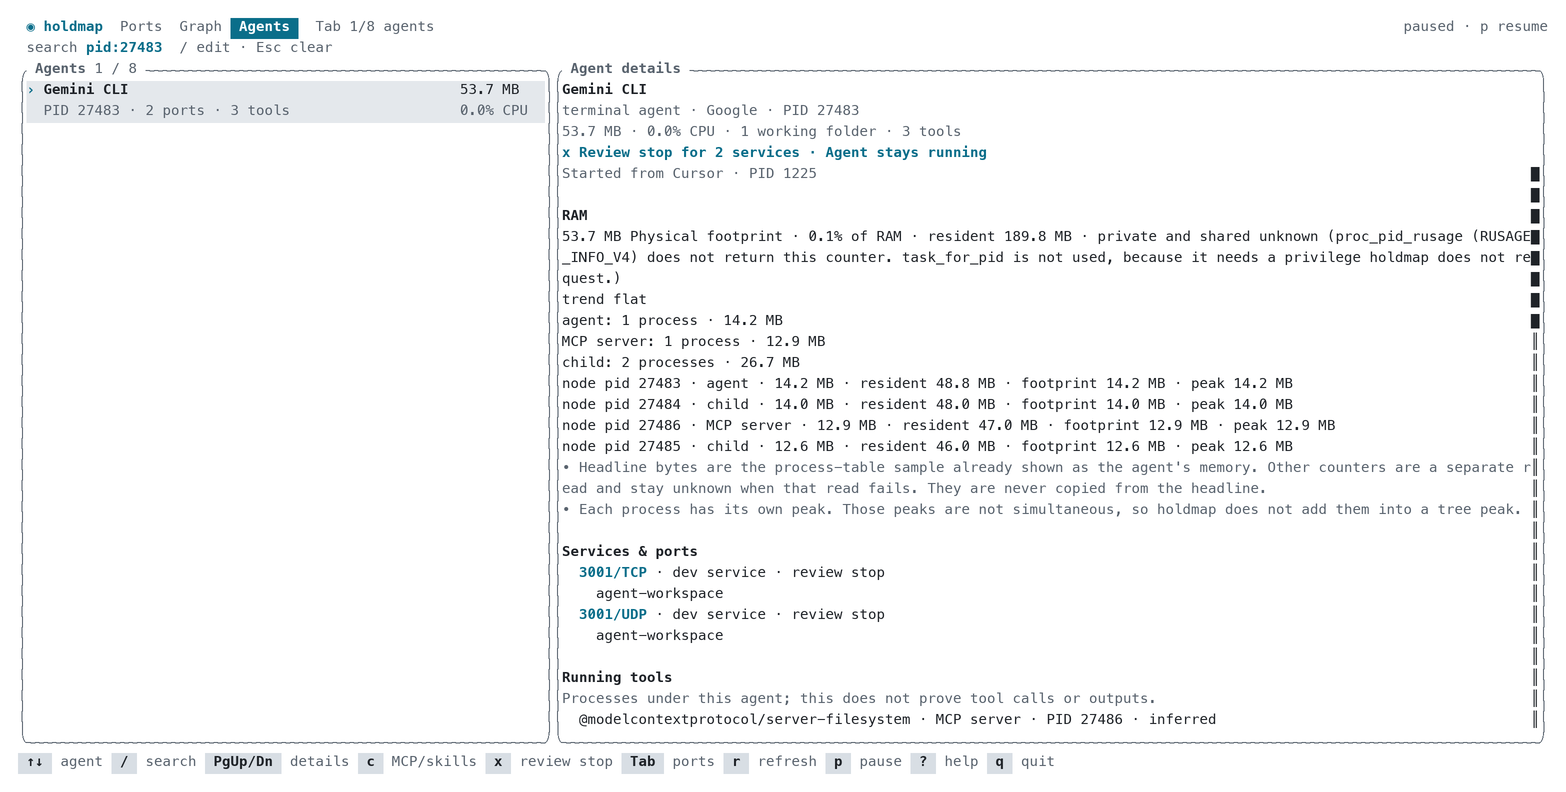 ◉ holdmap Ports Graph Agents Tab 1/8 agents paused · p resume
search pid:27483 / edit · Esc clear
Agents 1 / 8
› Gemini CLI 53.7 MB
PID 27483 · 2 ports · 3 tools 0.0% CPU
Agent details
Gemini CLI
terminal agent · Google · PID 27483
53.7 MB · 0.0% CPU · 1 working folder · 3 tools
x Review stop for 2 services · Agent stays running
Started from Cursor · PID 1225
RAM
53.7 MB Physical footprint · 0.1% of RAM · resident 189.8 MB · private and shared unknown (proc_pid_rusage (RUSAGE
_INFO_V4) does not return this counter. task_for_pid is not used, because it needs a privilege holdmap does not re
quest.)
trend flat
agent: 1 process · 14.2 MB
MCP server: 1 process · 12.9 MB
child: 2 processes · 26.7 MB
node pid 27483 · agent · 14.2 MB · resident 48.8 MB · footprint 14.2 MB · peak 14.2 MB
node pid 27484 · child · 14.0 MB · resident 48.0 MB · footprint 14.0 MB · peak 14.0 MB
node pid 27486 · MCP server · 12.9 MB · resident 47.0 MB · footprint 12.9 MB · peak 12.9 MB
node pid 27485 · child · 12.6 MB · resident 46.0 MB · footprint 12.6 MB · peak 12.6 MB
• Headline bytes are the process-table sample already shown as the agent's memory. Other counters are a separate r
ead and stay unknown when that read fails. They are never copied from the headline.
• Each process has its own peak. Those peaks are not simultaneous, so holdmap does not add them into a tree peak.
Services & ports
3001/TCP · dev service · review stop
agent-workspace
3001/UDP · dev service · review stop
agent-workspace
Running tools
Processes under this agent; this does not prove tool calls or outputs.
@modelcontextprotocol/server-filesystem · MCP server · PID 27486 · inferred
↑↓ agent / search PgUp/Dn details c MCP/skills x review stop Tab ports r refresh p pause ? help q quit